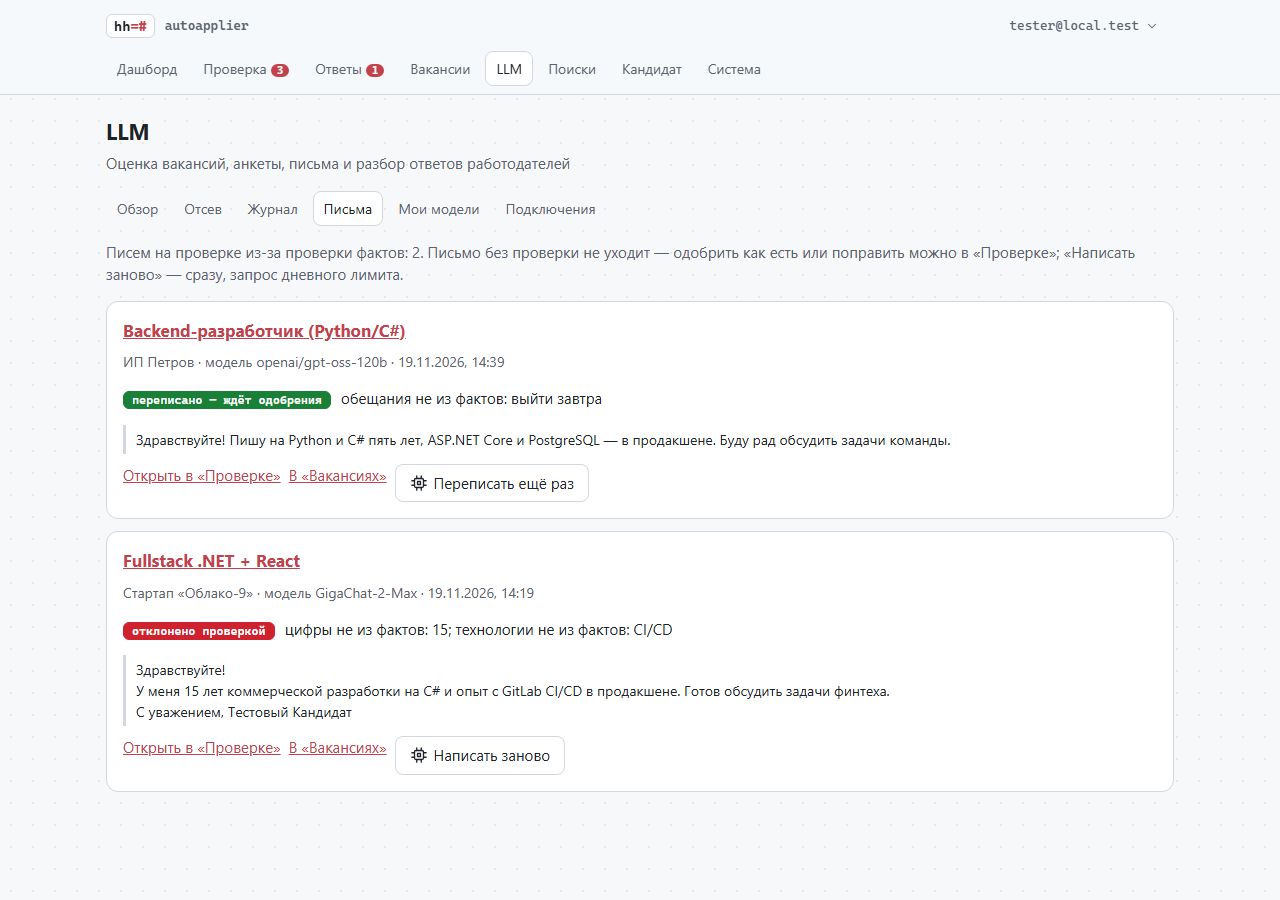 hh=# autoapplier tester@local.test
Дашборд Проверка 3 Ответы 1 Вакансии LLM Поиски Кандидат Система
LLM
Оценка вакансий, анкеты, письма и разбор ответов работодателей
Обзор Отсев Журнал Письма Мои модели Подключения
Писем на проверке из-за проверки фактов: 2. Письмо без проверки не уходит — одобрить как есть или поправить можно в «Проверке»; «Написать
заново» — сразу, запрос дневного лимита.
Backend-разработчик (Python/C#)
ИП Петров · модель openai/gpt-oss-120b · 19.11.2026, 14:39
переписано — ждёт одобрения обещания не из фактов: выйти завтра
Здравствуйте! Пишу на Python и C# пять лет, ASP.NET Core и PostgreSQL — в продакшене. Буду рад обсудить задачи команды.
Открыть в «Проверке» В «Вакансиях» Переписать ещё раз
Fullstack .NET + React
Стартап «Облако-9» · модель GigaChat-2-Max · 19.11.2026, 14:19
отклонено проверкой цифры не из фактов: 15; технологии не из фактов: CI/CD
Здравствуйте!
У меня 15 лет коммерческой разработки на C# и опыт с GitLab CI/CD в продакшене. Готов обсудить задачи финтеха.
С уважением, Тестовый Кандидат
Открыть в «Проверке» В «Вакансиях» Написать заново